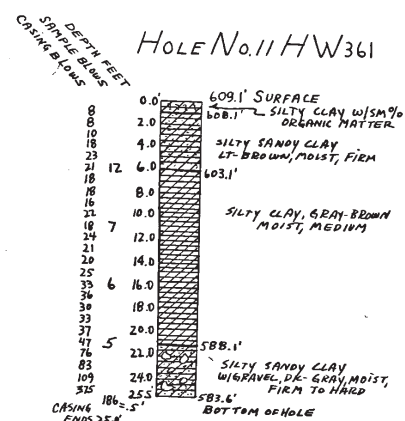 HOLE NO. 11 HW361
DEPTH FEET
SAMPLE BLOWS
CASING BLOWS
0.0' 609.1' SURFACE
8 608.1' SILTY CLAY W/SM%
8 2.0 ORGANIC MATTER
10
18 4.0 SILTY SANDY CLAY
23 LT-BROWN, MOIST, FIRM
21 12 6.0 603.1'
18
18 8.0
16
22 10.0 SILTY CLAY, GRAY-BROWN
18 7 MOIST, MEDIUM
24 12.0
21
20 14.0
25
33 6 16.0
36
30 18.0
33
37 20.0
47 5 588.1'
76 21.0
83 SILTY SANDY CLAY
109 24.0 W/GRAVEL, DK-GRAY, MOIST,
375 FIRM TO HARD
186=.5' 25.5 583.6'
CASING BOTTOM OF HOLE
ENDS